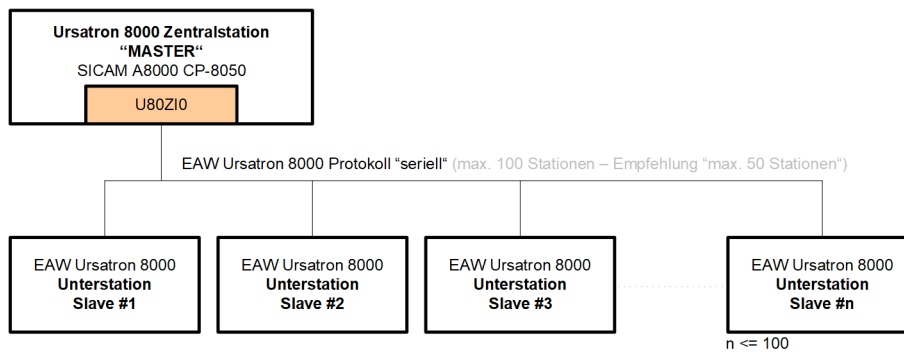 Ursatron 8000 Zentralstation
“MASTER“
SICAM A8000 CP-8050
U80ZI0
EAW Ursatron 8000 Protokoll “seriell“ (max. 100 Stationen – Empfehlung “max. 50 Stationen“)
EAW Ursatron 8000
Unterstation
Slave #1
EAW Ursatron 8000
Unterstation
Slave #2
EAW Ursatron 8000
Unterstation
Slave #3
EAW Ursatron 8000
Unterstation
Slave #n
n <= 100